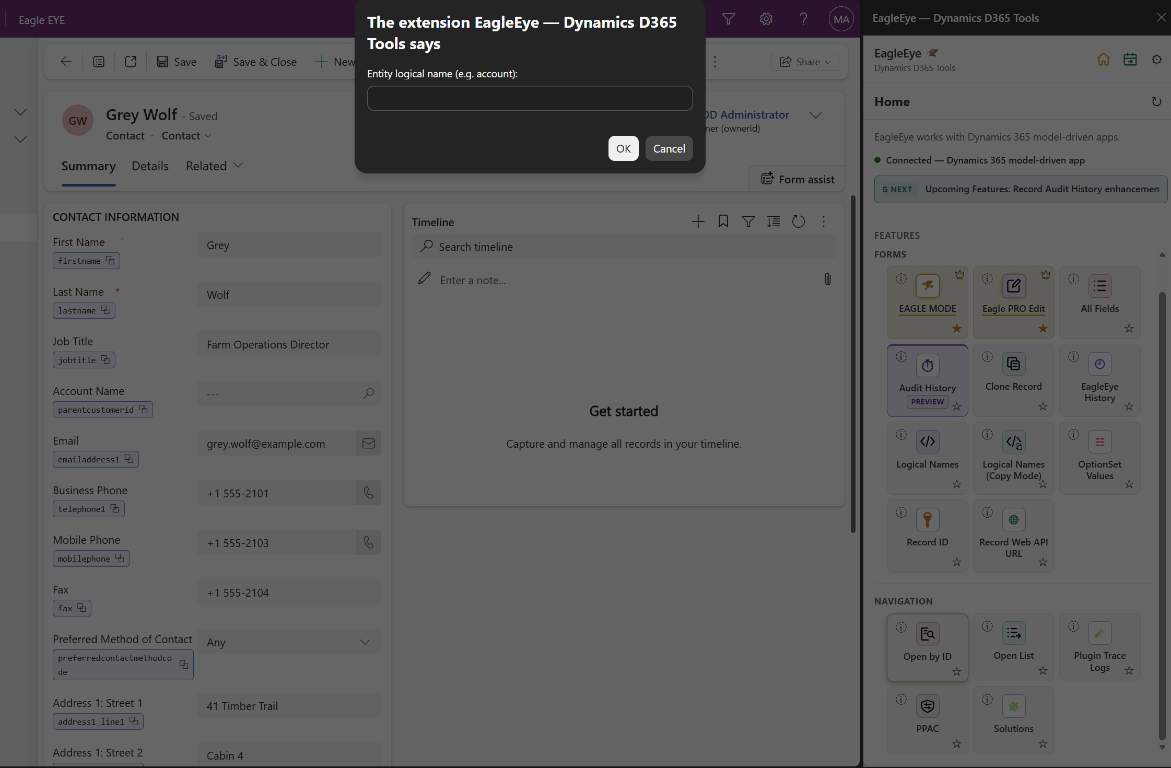 Eagle EYE
MA
The extension EagleEye — Dynamics D365
Tools says
Entity logical name (e.g. account):
OK
Cancel
Save
Save & Close
New
Share
GW
Grey Wolf - Saved
Contact · Contact
DD Administrator
ner (ownerid)
Summary
Details
Related
Form assist
CONTACT INFORMATION
First Name
firstname
Grey
Last Name *
lastname
Wolf
Job Title
jobtitle
Farm Operations Director
Account Name
parentcustomerid
---
Email
emailaddress1
grey.wolf@example.com
Business Phone
telephone1
+1 555-2101
Mobile Phone
mobilephone
+1 555-2103
Fax
fax
+1 555-2104
Preferred Method of Contact
preferredcontactmethodco
de
Any
Address 1: Street 1
address1_line1
41 Timber Trail
Address 1: Street 2
Cabin 4
Timeline
Search timeline
Enter a note...
Get started
Capture and manage all records in your timeline.
EagleEye — Dynamics D365 Tools
EagleEye
Dynamics D365 Tools
Home
EagleEye works with Dynamics 365 model-driven apps.
Connected — Dynamics 365 model-driven app
G NEXT
Upcoming Features: Record Audit History enhancemen
FEATURES
FORMS
EAGLE MODE
Eagle PRO Edit
All Fields
Audit History
PREVIEW
Clone Record
EagleEye
History
Logical Names
Logical Names
(Copy Mode)
OptionSet
Values
Record ID
Record Web API
URL
NAVIGATION
Open by ID
Open List
Plugin Trace
Logs
PPAC
Solutions